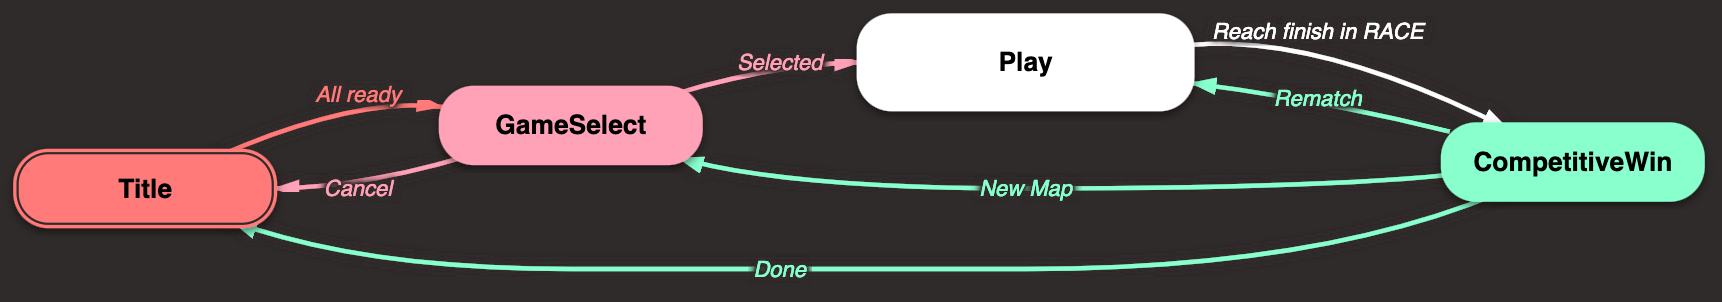 Reach finish in RACE
Selected
Play
All ready
Rematch
GameSelect
CompetitiveWin
Title
Cancel
New Map
Done